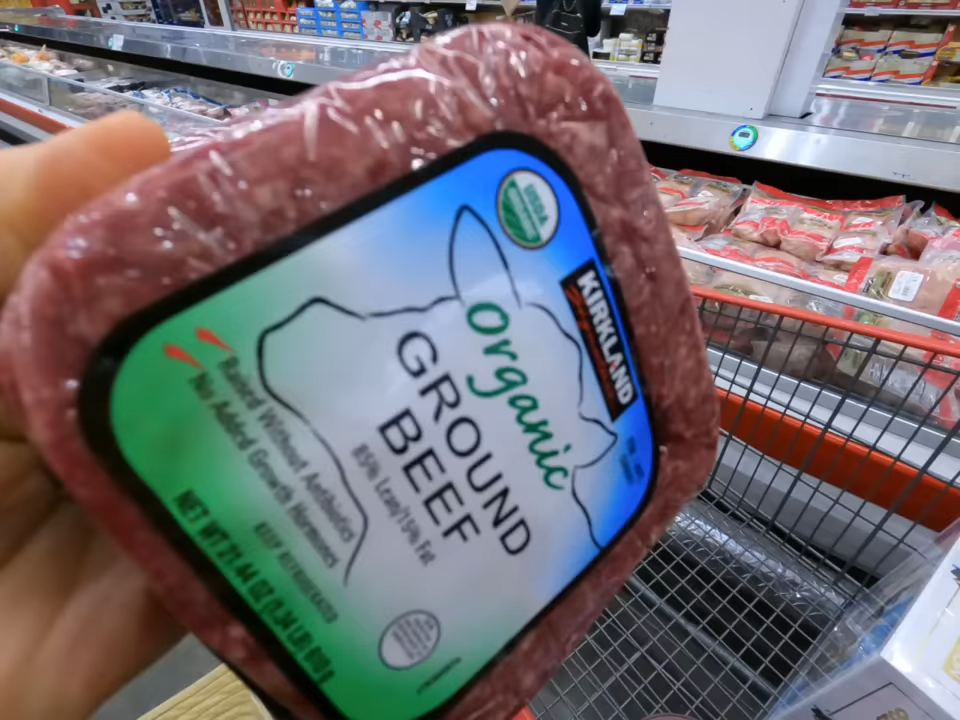 USDA
ORGANIC
KIRKLAND
Signature
Organic
GROUND
BEEF
85% Lean/15% Fat
Raised Without Antibiotics
No Added Growth Hormones
KEEP REFRIGERATED
NET WT 21.44 OZ (1.34 LB)